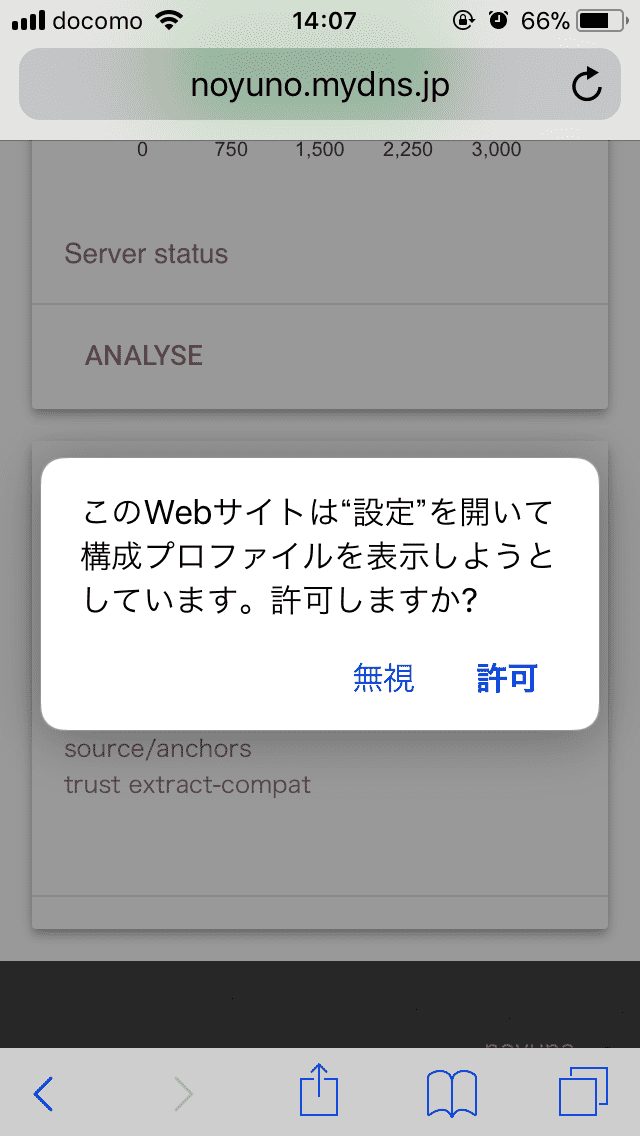 docomo 14:07 66%
noyuno.mydns.jp
0 750 1,500 2,250 3,000
Server status
ANALYSE
このWebサイトは“設定”を開いて
構成プロファイルを表示しようと
しています。許可しますか?
無視 許可
source/anchors
trust extract-compat
noyuno